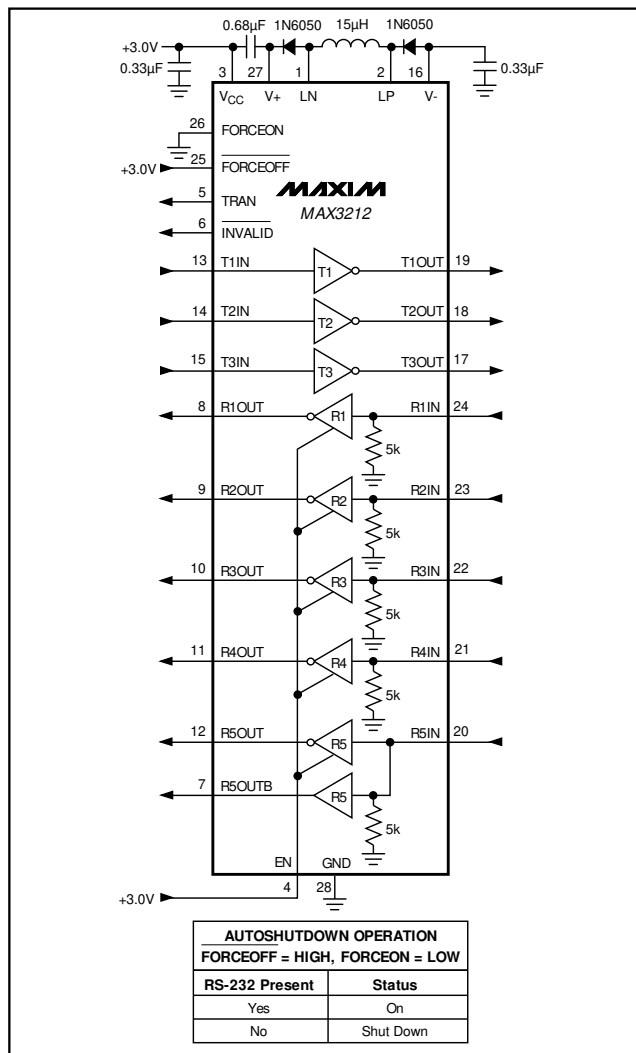 0.68µF 1N6050 15µH 1N6050
+3.0V
0.33µF 3 27 1 2 16 0.33µF
VCC V+ LN LP V-
26 FORCEON
+3.0V 25 FORCEOFF
5 TRAN
MAXIM
MAX3212
6 INVALID
13 T1IN T1 T1OUT 19
14 T2IN T2 T2OUT 18
15 T3IN T3 T3OUT 17
8 R1OUT R1 R1IN 24
5k
9 R2OUT R2 R2IN 23
5k
10 R3OUT R3 R3IN 22
5k
11 R4OUT R4 R4IN 21
5k
12 R5OUT R5 R5IN 20
7 R5OUTB R5
5k
EN GND
+3.0V 4 28
AUTOSHUTDOWN OPERATION
FORCEOFF = HIGH, FORCEON = LOW
RS-232 Present Status
Yes On
No Shut Down